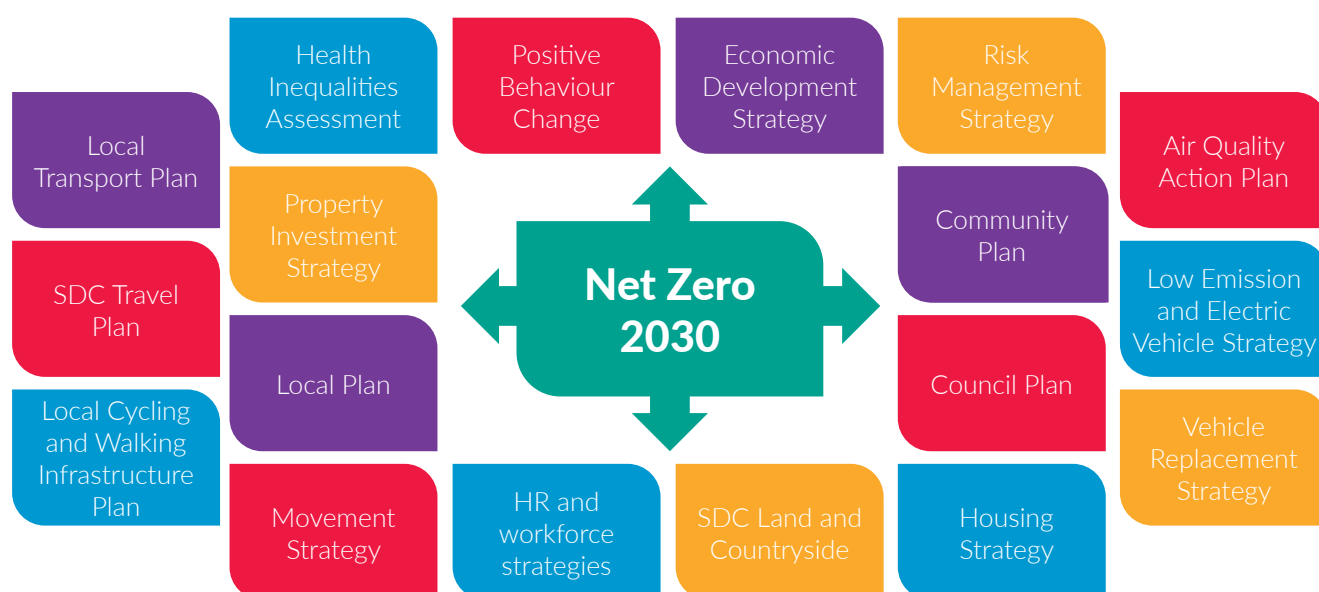 Health
Inequalities
Assessment
Positive
Behaviour
Change
Economic
Development
Strategy
Risk
Management
Strategy
Local
Transport Plan
Air Quality
Action Plan
Property
Investment
Strategy
Community
Plan
SDC Travel
Plan
Net Zero
2030
Low Emission
and Electric
Vehicle Strategy
Local Plan
Council Plan
Local Cycling
and Walking
Infrastructure
Plan
Vehicle
Replacement
Strategy
Movement
Strategy
HR and
workforce
strategies
SDC Land and
Countryside
Housing
Strategy